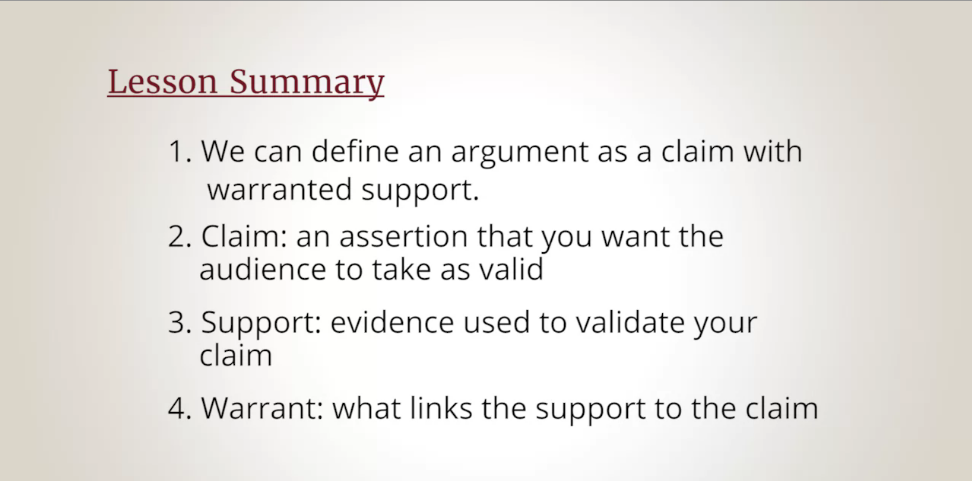 Lesson Summary
1. We can define an argument as a claim with
warranted support.
2. Claim: an assertion that you want the
audience to take as valid
3. Support: evidence used to validate your
claim
4. Warrant: what links the support to the claim